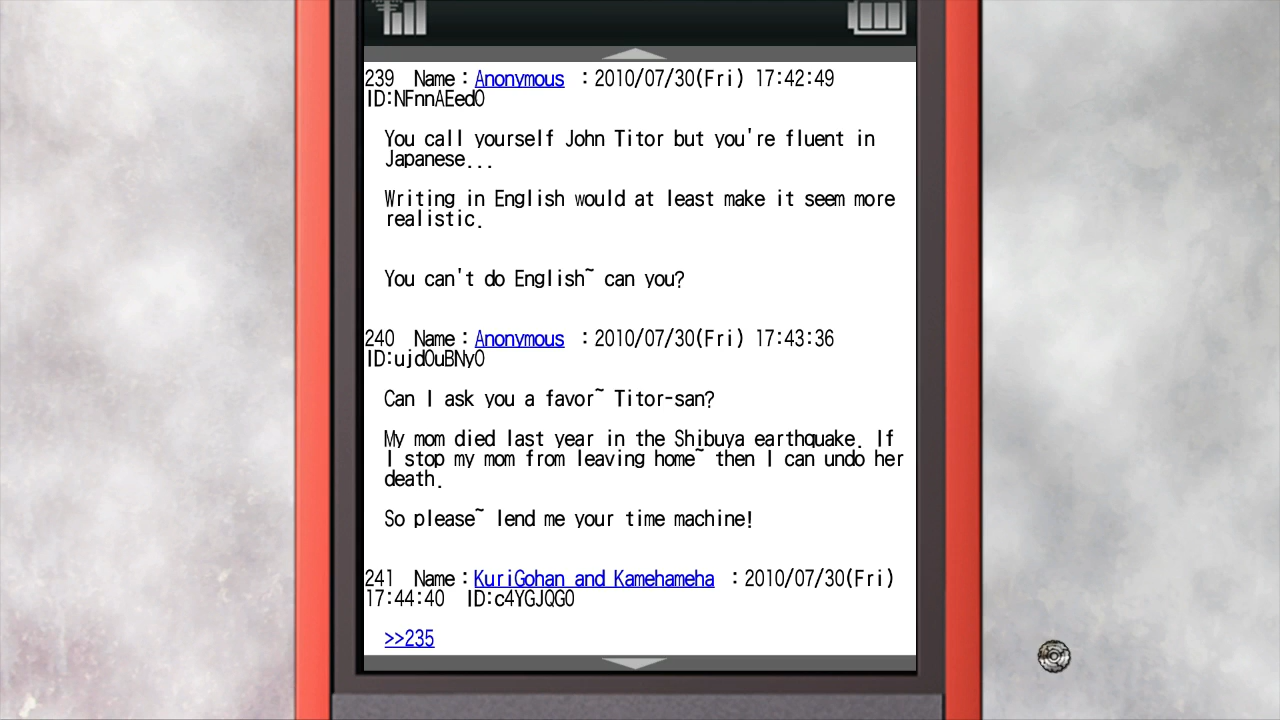 239 Name：Anonymous ：2010/07/30(Fri) 17:42:49
ID:NFnnAEed0
You call yourself John Titor but you're fluent in
Japanese...
Writing in English would at least make it seem more
realistic.
You can't do English~ can you?
240 Name：Anonymous ：2010/07/30(Fri) 17:43:36
ID:ujd0uBNy0
Can I ask you a favor~ Titor-san?
My mom died last year in the Shibuya earthquake. If
I stop my mom from leaving home~ then I can undo her
death.
So please~ lend me your time machine!
241 Name：KuriGohan and Kamehameha ：2010/07/30(Fri)
17:44:40 ID:c4YGJQG0
>>235